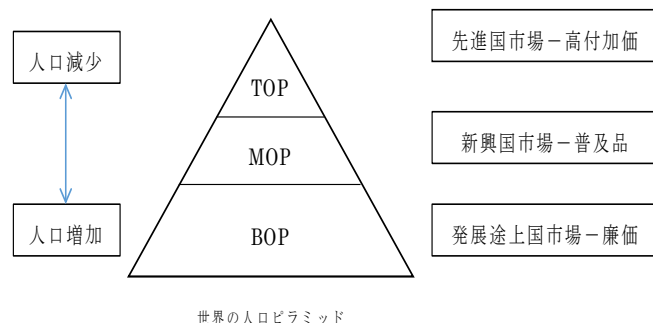 先進国市場－高付加価
人口減少
TOP
新興国市場－普及品
MOP
人口増加
BOP
発展途上国市場－廉価
世界の人口ピラミッド